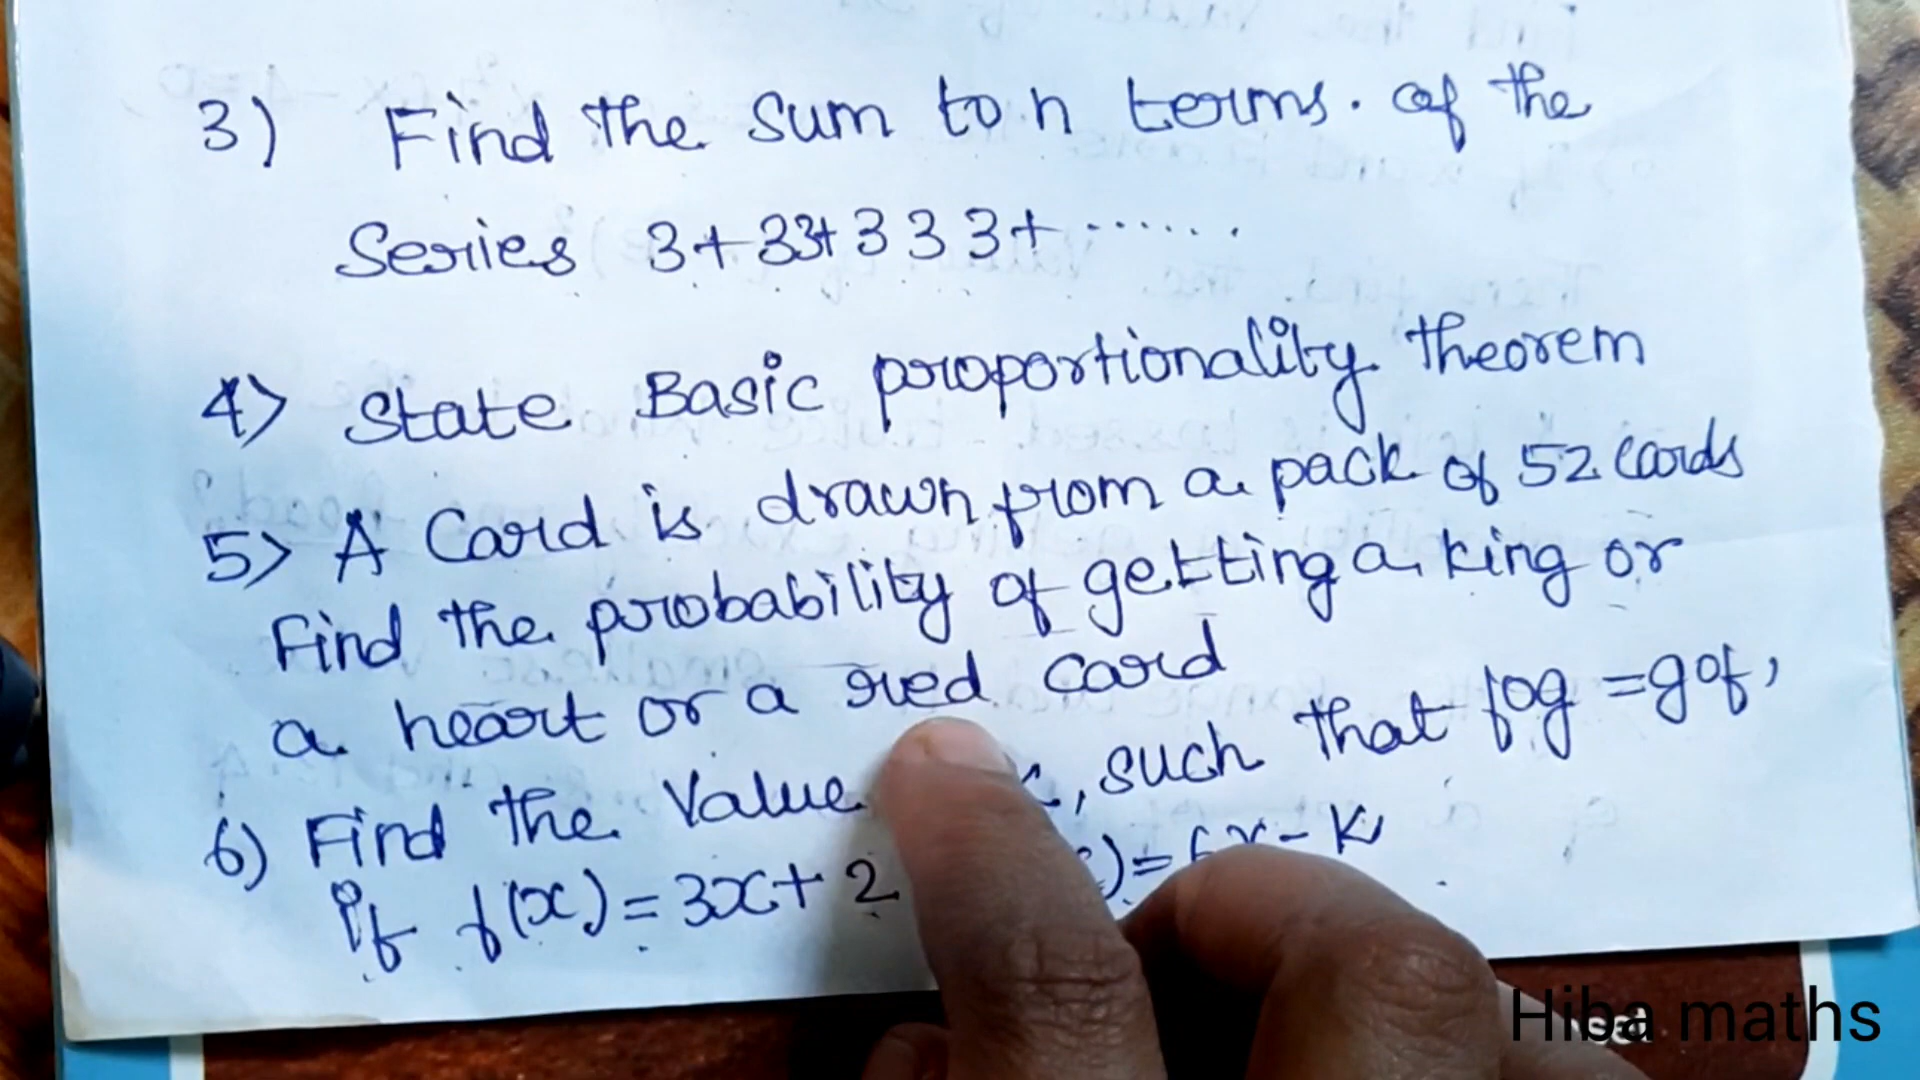 3) Find the sum to n terms. of the
Series 3+33+333+......
4) State Basic proportionality theorem
5) A Card is drawn from a pack of 52 cards
Find the probability of getting a king or
a heart or a red card
6) Find the Value , such that fog = gof,
if f(x) = 3x+2 )= 6x-k
Hiba maths